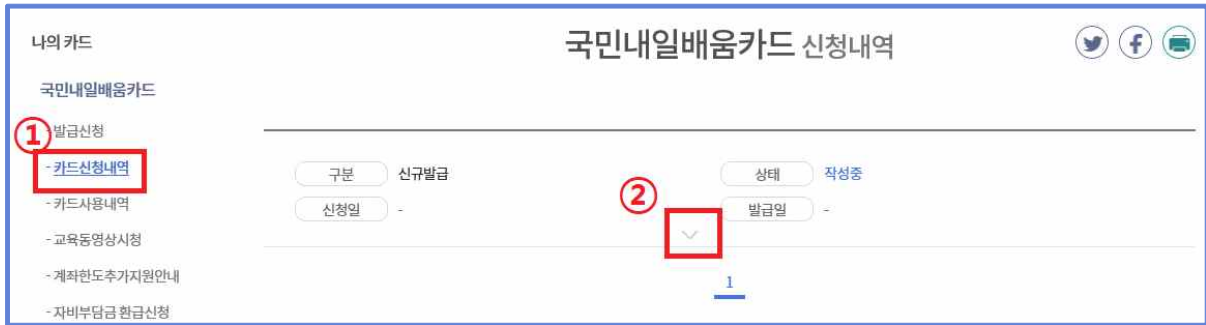 나의 카드
국민내일배움카드 신청내역
국민내일배움카드
- 발급신청
①
- 카드신청내역
- 카드사용내역
- 교육동영상시청
- 계좌한도추가지원안내
- 자비부담금 환급신청
구분 신규발급 상태 작성중
신청일 - 발급일 -
②
1